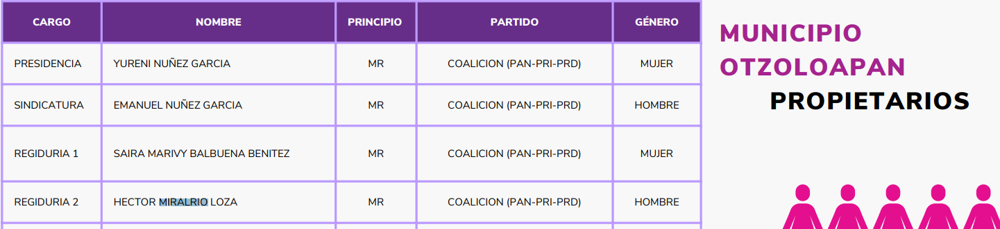 CARGO NOMBRE PRINCIPIO PARTIDO GÉNERO
PRESIDENCIA YURENI NUÑEZ GARCIA MR COALICION (PAN-PRI-PRD) MUJER
SINDICATURA EMANUEL NUÑEZ GARCIA MR COALICION (PAN-PRI-PRD) HOMBRE
REGIDURIA 1 SAIRA MARIVY BALBUENA BENITEZ MR COALICION (PAN-PRI-PRD) MUJER
REGIDURIA 2 HECTOR MIRALRIO LOZA MR COALICION (PAN-PRI-PRD) HOMBRE
MUNICIPIO
OTZOLOAPAN
PROPIETARIOS